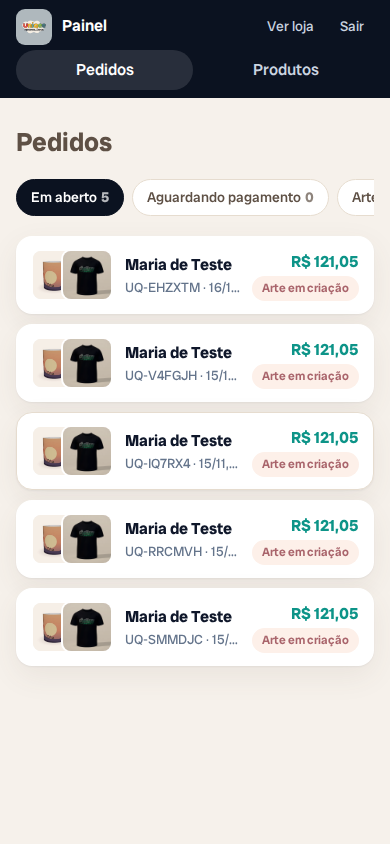 Painel
Ver loja
Sair
Pedidos
Produtos
Pedidos
Em aberto 5
Aguardando pagamento 0
Arte
Maria de Teste
R$ 121,05
UQ-EHZXTM · 16/1...
Arte em criação
Maria de Teste
R$ 121,05
UQ-V4FGJH · 15/1...
Arte em criação
Maria de Teste
R$ 121,05
UQ-IQ7RX4 · 15/11,...
Arte em criação
Maria de Teste
R$ 121,05
UQ-RRCMVH · 15/...
Arte em criação
Maria de Teste
R$ 121,05
UQ-SMMDJC · 15/...
Arte em criação